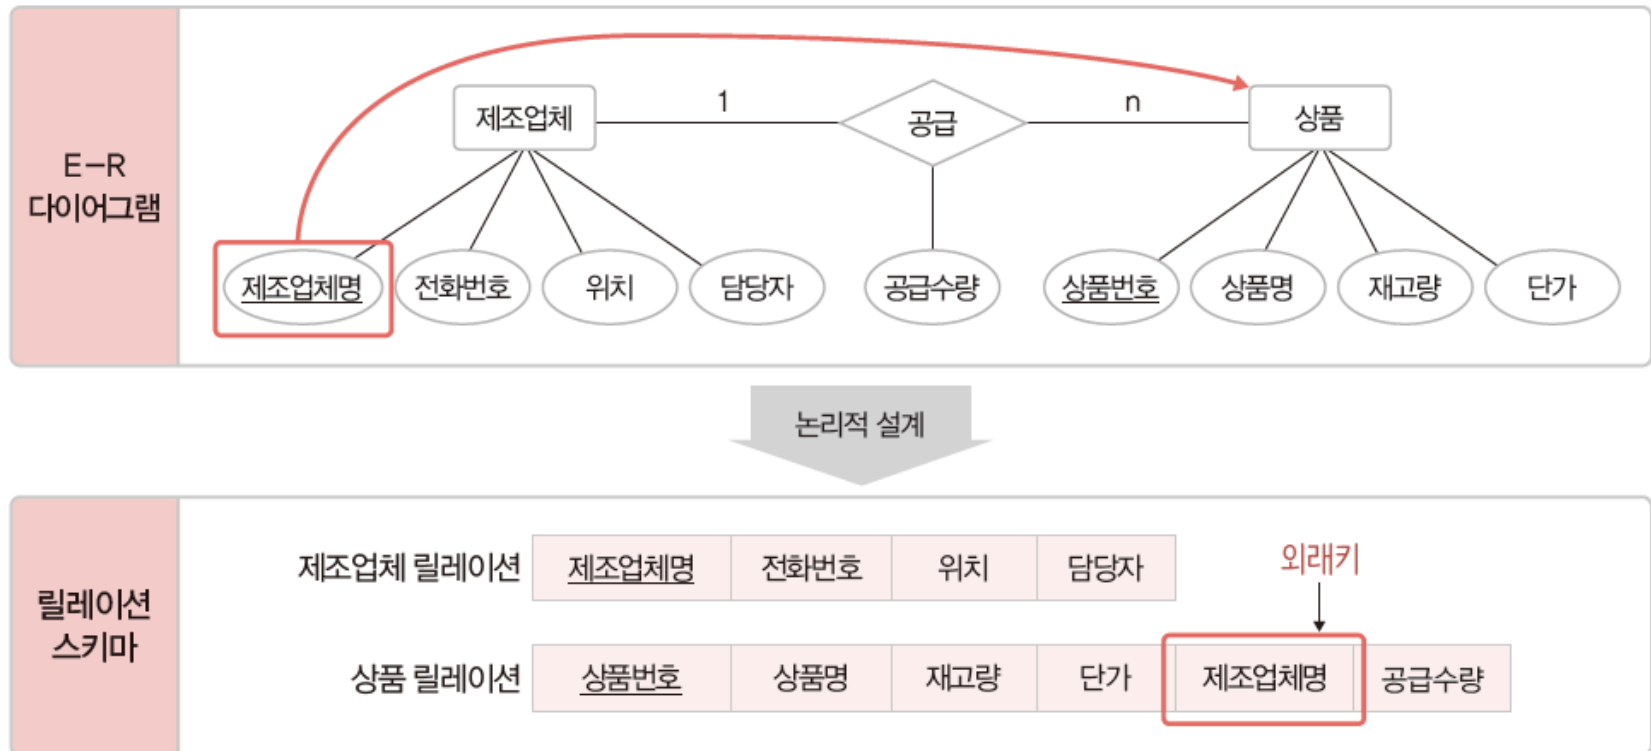 E-R
다이어그램
제조업체
1
공급
n
상품
제조업체명
전화번호
위치
담당자
공급수량
상품번호
상품명
재고량
단가
논리적 설계
릴레이션
스키마
제조업체 릴레이션 제조업체명 전화번호 위치 담당자
외래키
상품 릴레이션 상품번호 상품명 재고량 단가 제조업체명 공급수량